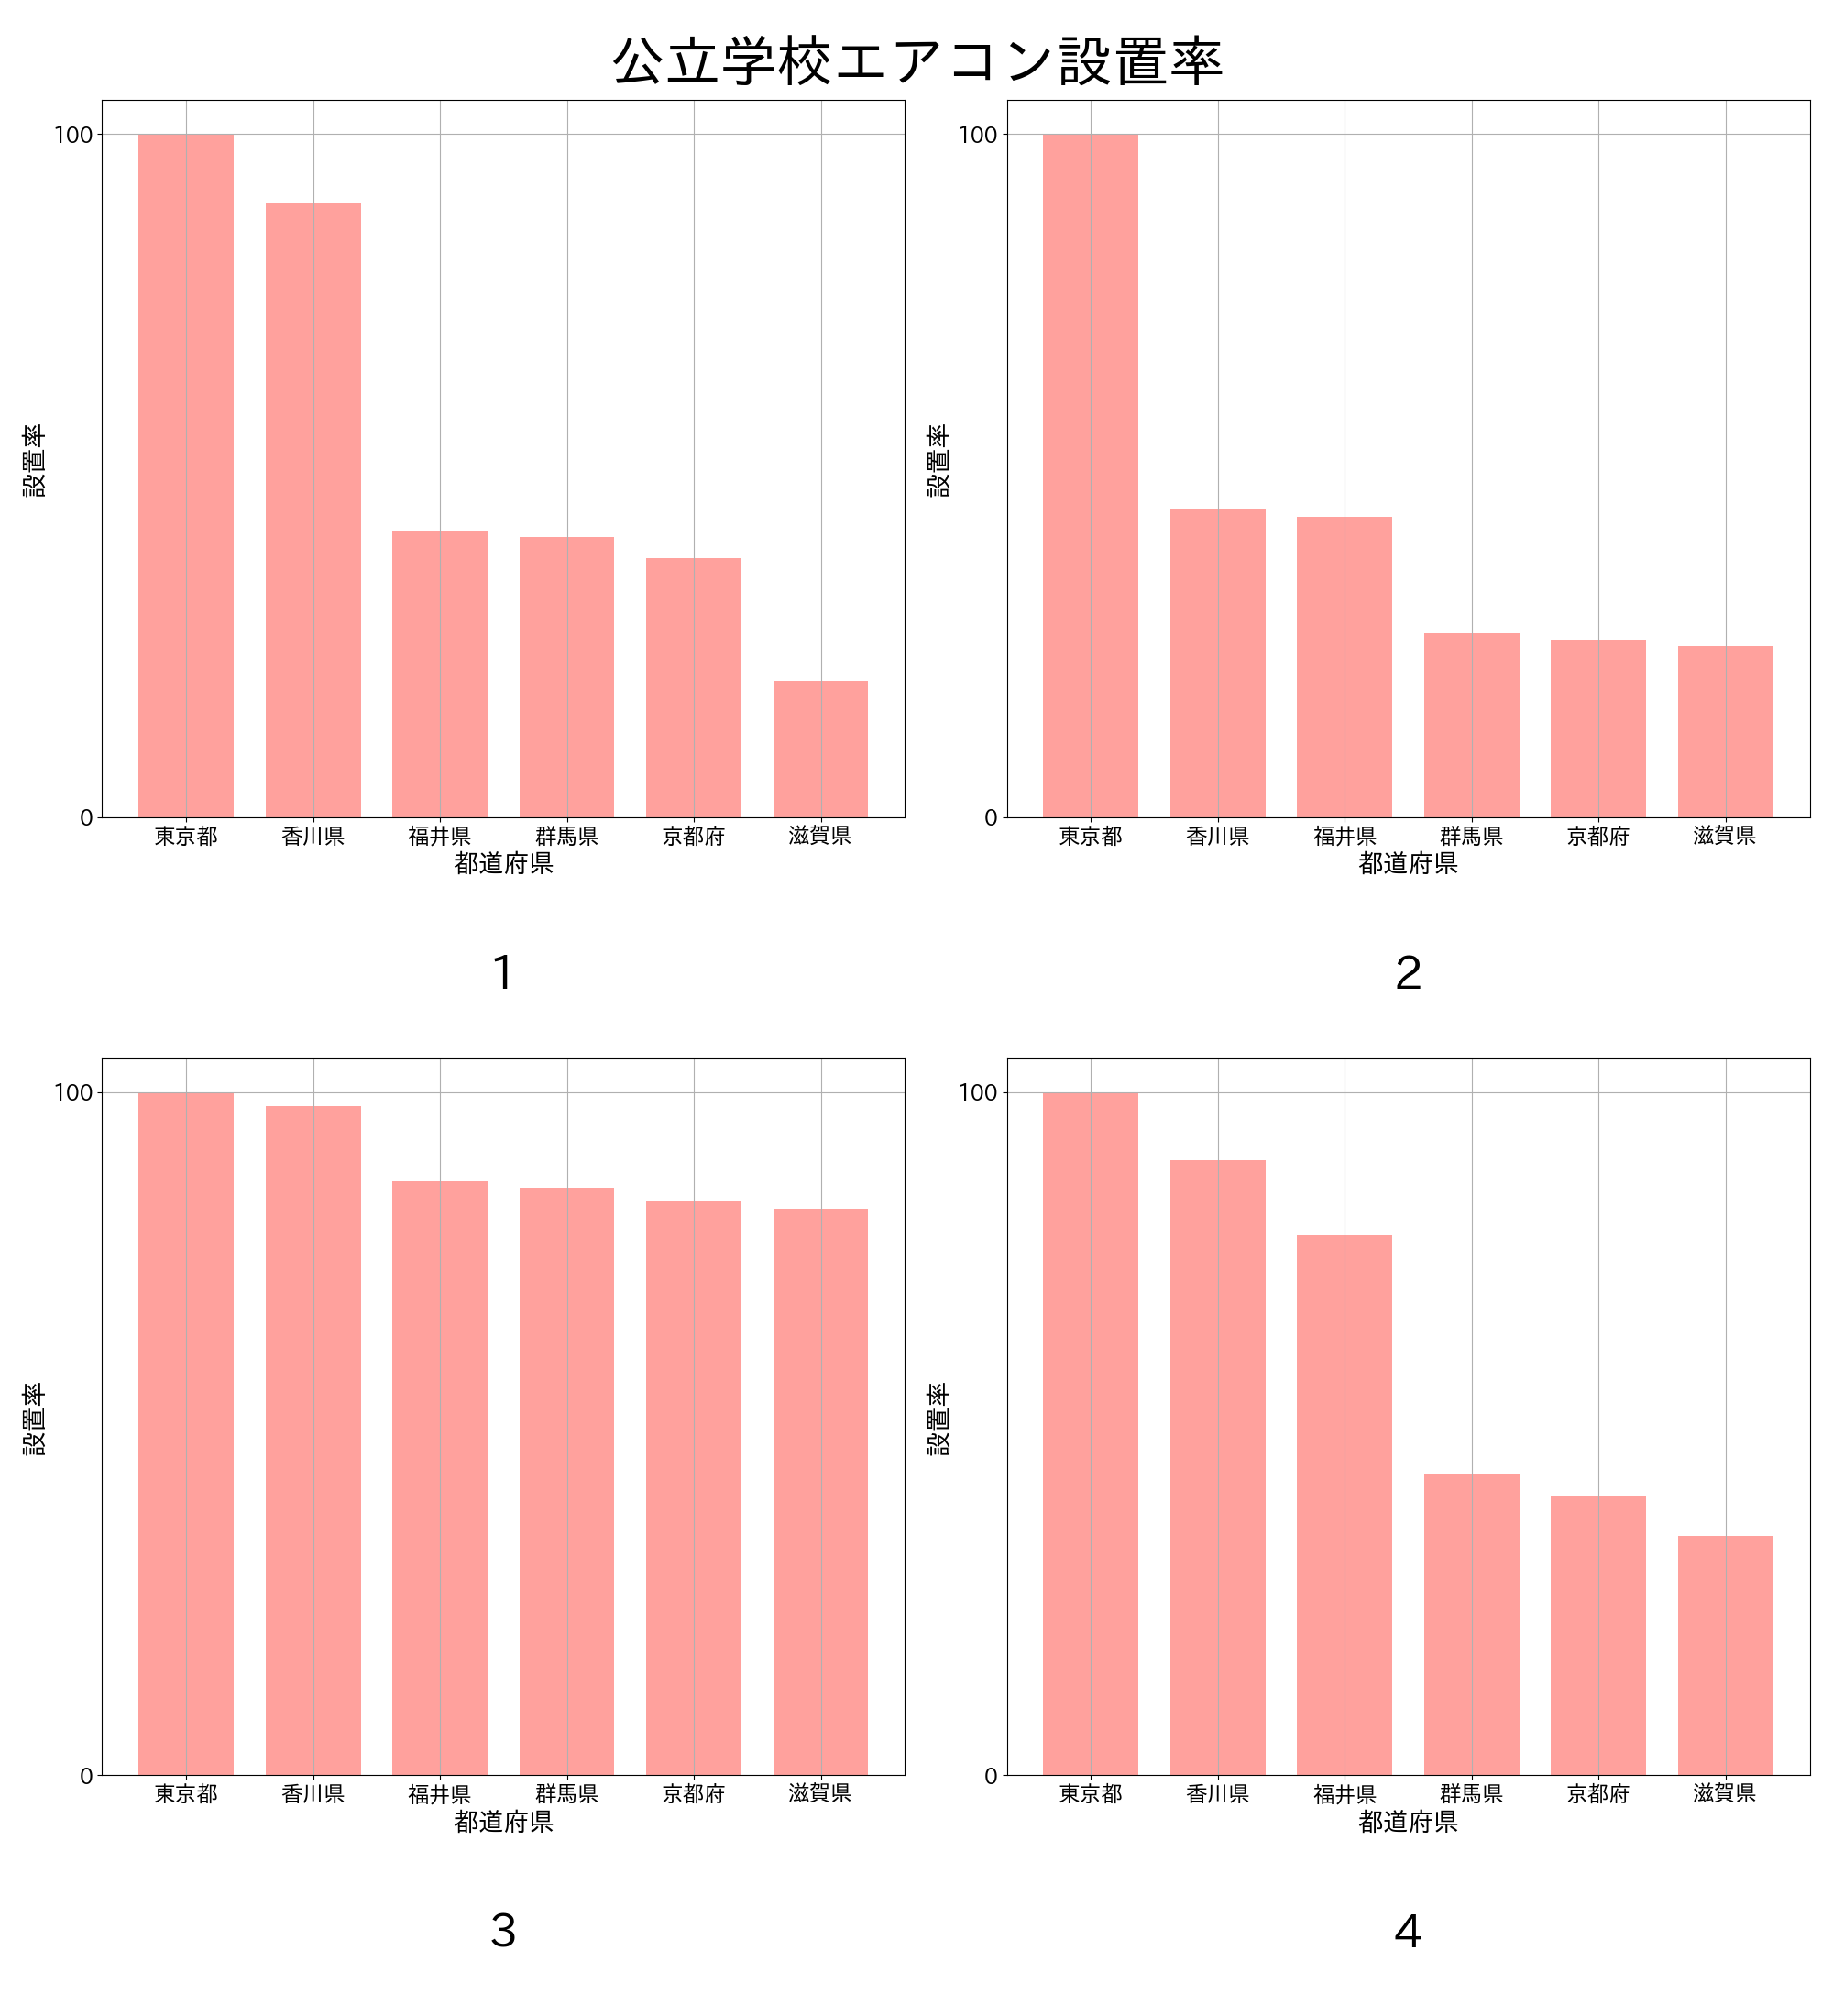 公立学校エアコン設置率
100
0
設置率
東京都 香川県 福井県 群馬県 京都府 滋賀県
都道府県
1
100
0
設置率
東京都 香川県 福井県 群馬県 京都府 滋賀県
都道府県
2
100
0
設置率
東京都 香川県 福井県 群馬県 京都府 滋賀県
都道府県
3
100
0
設置率
東京都 香川県 福井県 群馬県 京都府 滋賀県
都道府県
4